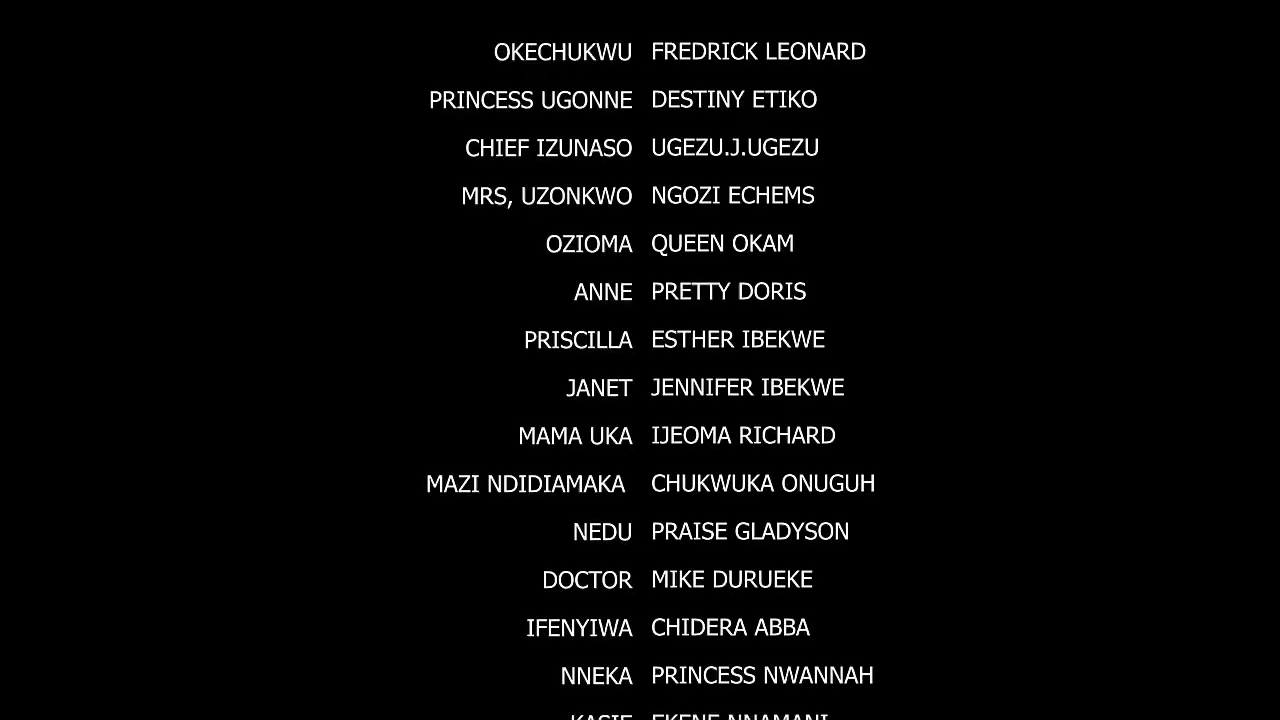 OKECHUKWU FREDRICK LEONARD
PRINCESS UGONNE DESTINY ETIKO
CHIEF IZUNASO UGEZU.J.UGEZU
MRS, UZONKWO NGOZI ECHEMS
OZIOMA QUEEN OKAM
ANNE PRETTY DORIS
PRISCILLA ESTHER IBEKWE
JANET JENNIFER IBEKWE
MAMA UKA IJEOMA RICHARD
MAZI NDIDIAMAKA CHUKWUKA ONUGUH
NEDU PRAISE GLADYSON
DOCTOR MIKE DURUEKE
IFENYIWA CHIDERA ABBA
NNEKA PRINCESS NWANNAH